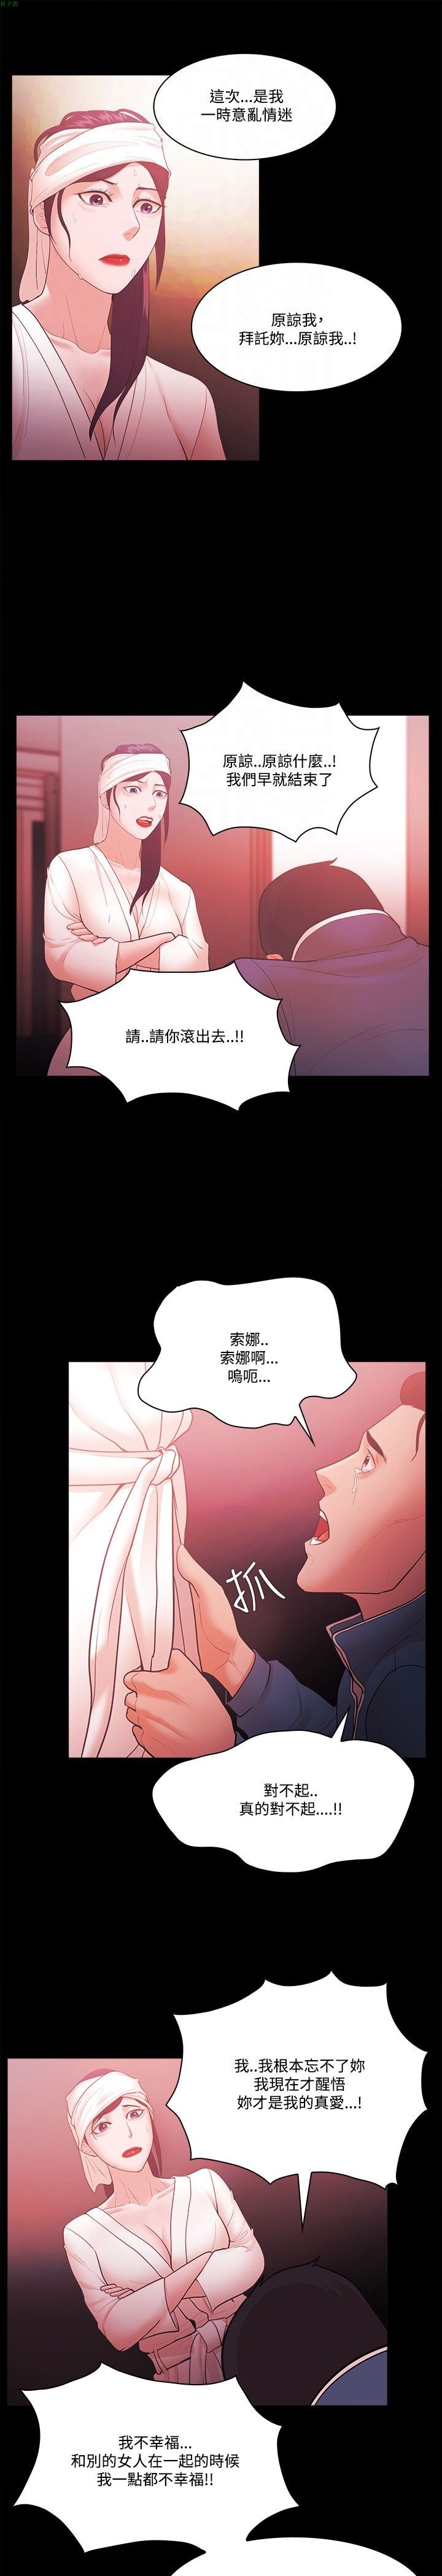 這次...是我
一時意亂情迷
原諒我,
拜託妳...原諒我..!
原諒..原諒什麼..!
我們早就結束了
請..請你滾出去..!!
索娜..
索娜啊...
嗚呃...
抓
對不起..
真的對不起....!!
我..我根本忘不了妳
我現在才醒悟
妳才是我的真愛...!
我不幸福...
和別的女人在一起的時候
我一點都不幸福!!